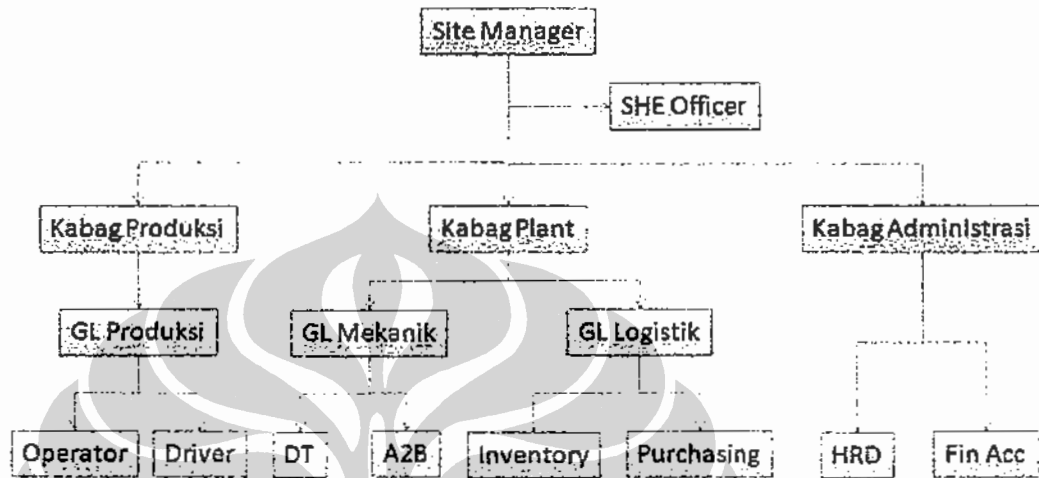 Site Manager
SHE Officer
Kabag Produksi
Kabag Plant
Kabag Administrasi
GL Produksi
GL Mekanik
GL Logistik
Operator
Driver
DT
A2B
Inventory
Purchasing
HRD
Fin Acc